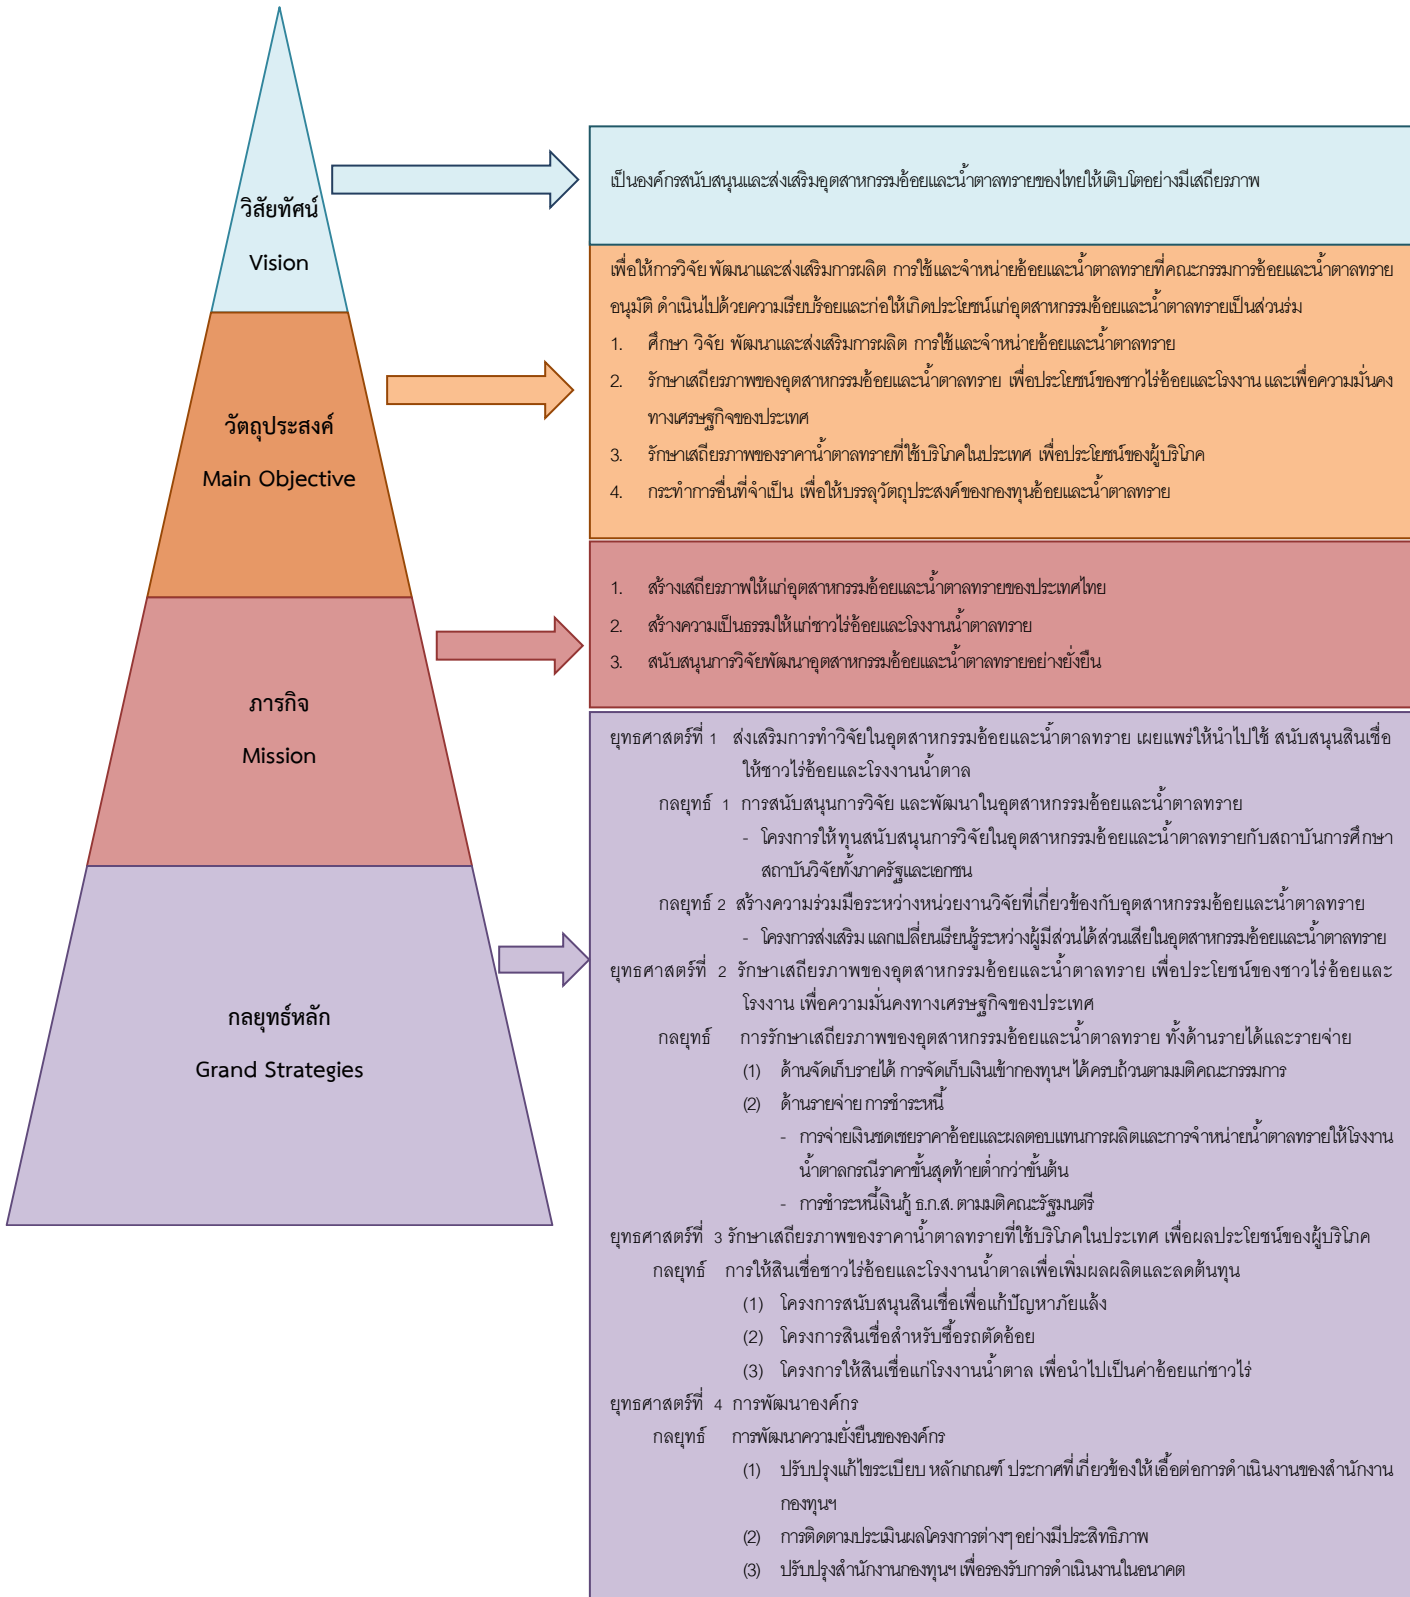 วิสัยทัศน์
Vision
เป็นองค์กรสนับสนุนและส่งเสริมอุตสาหกรรมอ้อยและน้ำตาลทรายของไทยให้เติบโตอย่างมีเสถียรภาพ
วัตถุประสงค์
Main Objective
เพื่อให้การวิจัย พัฒนาและส่งเสริมการผลิต การใช้และจำหน่ายอ้อยและน้ำตาลทรายที่คณะกรรมการอ้อยและน้ำตาลทราย
อนุมัติ ดำเนินไปด้วยความเรียบร้อยและก่อให้เกิดประโยชน์แก่อุตสาหกรรมอ้อยและน้ำตาลทรายเป็นส่วนร่ม
1. ศึกษา วิจัย พัฒนาและส่งเสริมการผลิต การใช้และจำหน่ายอ้อยและน้ำตาลทราย
2. รักษาเสถียรภาพของอุตสาหกรรมอ้อยและน้ำตาลทราย เพื่อประโยชน์ของชาวไร่อ้อยและโรงงาน และเพื่อความมั่นคง
ทางเศรษฐกิจของประเทศ
3. รักษาเสถียรภาพของราคาน้ำตาลทรายที่ใช้บริโภคในประเทศ เพื่อประโยชน์ของผู้บริโภค
4. กระทำการอื่นที่จำเป็น เพื่อให้บรรลุวัตถุประสงค์ของกองทุนอ้อยและน้ำตาลทราย
ภารกิจ
Mission
1. สร้างเสถียรภาพให้แก่อุตสาหกรรมอ้อยและน้ำตาลทรายของประเทศไทย
2. สร้างความเป็นธรรมให้แก่ชาวไร่อ้อยและโรงงานน้ำตาลทราย
3. สนับสนุนการวิจัยพัฒนาอุตสาหกรรมอ้อยและน้ำตาลทรายอย่างยั่งยืน
กลยุทธ์หลัก
Grand Strategies
ยุทธศาสตร์ที่ 1 ส่งเสริมการทำวิจัยในอุตสาหกรรมอ้อยและน้ำตาลทราย เผยแพร่ให้นำไปใช้ สนับสนุนสินเชื่อ
ให้ชาวไร่อ้อยและโรงงานน้ำตาล
กลยุทธ์ 1 การสนับสนุนการวิจัย และพัฒนาในอุตสาหกรรมอ้อยและน้ำตาลทราย
- โครงการให้ทุนสนับสนุนการวิจัยในอุตสาหกรรมอ้อยและน้ำตาลทรายกับสถาบันการศึกษา
สถาบันวิจัยทั้งภาครัฐและเอกชน
กลยุทธ์ 2 สร้างความร่วมมือระหว่างหน่วยงานวิจัยที่เกี่ยวข้องกับอุตสาหกรรมอ้อยและน้ำตาลทราย
- โครงการส่งเสริม แลกเปลี่ยนเรียนรู้ระหว่างผู้มีส่วนได้ส่วนเสียในอุตสาหกรรมอ้อยและน้ำตาลทราย
ยุทธศาสตร์ที่ 2 รักษาเสถียรภาพของอุตสาหกรรมอ้อยและน้ำตาลทราย เพื่อประโยชน์ของชาวไร่อ้อยและ
โรงงาน เพื่อความมั่นคงทางเศรษฐกิจของประเทศ
กลยุทธ์ การรักษาเสถียรภาพของอุตสาหกรรมอ้อยและน้ำตาลทราย ทั้งด้านรายได้และรายจ่าย
(1) ด้านจัดเก็บรายได้ การจัดเก็บเงินเข้ากองทุนฯ ได้ครบถ้วนตามมติคณะกรรมการ
(2) ด้านรายจ่าย การชำระหนี้
- การจ่ายเงินชดเชยราคาอ้อยและผลตอบแทนการผลิตและการจำหน่ายน้ำตาลทรายให้โรงงาน
น้ำตาลกรณีราคาขั้นสุดท้ายต่ำกว่าขั้นต้น
- การชำระหนี้เงินกู้ ธ.ก.ส. ตามมติคณะรัฐมนตรี
ยุทธศาสตร์ที่ 3 รักษาเสถียรภาพของราคาน้ำตาลทรายที่ใช้บริโภคในประเทศ เพื่อผลประโยชน์ของผู้บริโภค
กลยุทธ์ การให้สินเชื่อชาวไร่อ้อยและโรงงานน้ำตาลเพื่อเพิ่มผลผลิตและลดต้นทุน
(1) โครงการสนับสนุนสินเชื่อเพื่อแก้ปัญหาภัยแล้ง
(2) โครงการสินเชื่อสำหรับซื้อรถตัดอ้อย
(3) โครงการให้สินเชื่อแก่โรงงานน้ำตาล เพื่อนำไปเป็นค่าอ้อยแก่ชาวไร่
ยุทธศาสตร์ที่ 4 การพัฒนาองค์กร
กลยุทธ์ การพัฒนาความยั่งยืนขององค์กร
(1) ปรับปรุงแก้ไขระเบียบ หลักเกณฑ์ ประกาศที่เกี่ยวข้องให้เอื้อต่อการดำเนินงานของสำนักงาน
กองทุนฯ
(2) การติดตามประเมินผลโครงการต่างๆ อย่างมีประสิทธิภาพ
(3) ปรับปรุงสำนักงานกองทุนฯ เพื่อรองรับการดำเนินงานในอนาคต